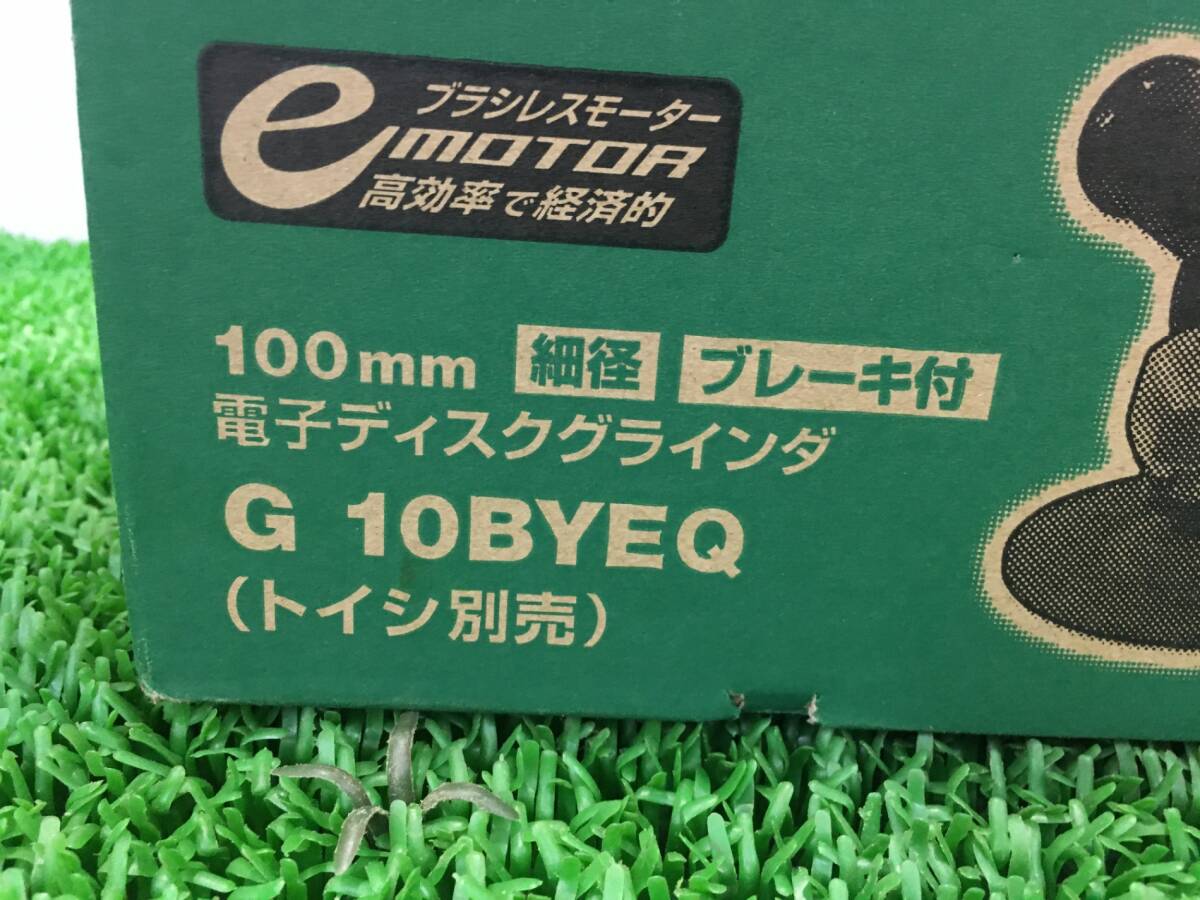 ブラシレスモーター
eMOTOR
高効率で経済的
100mm 細径 ブレーキ付
電子ディスクグラインダ
G 10BYEQ
（トイシ別売）